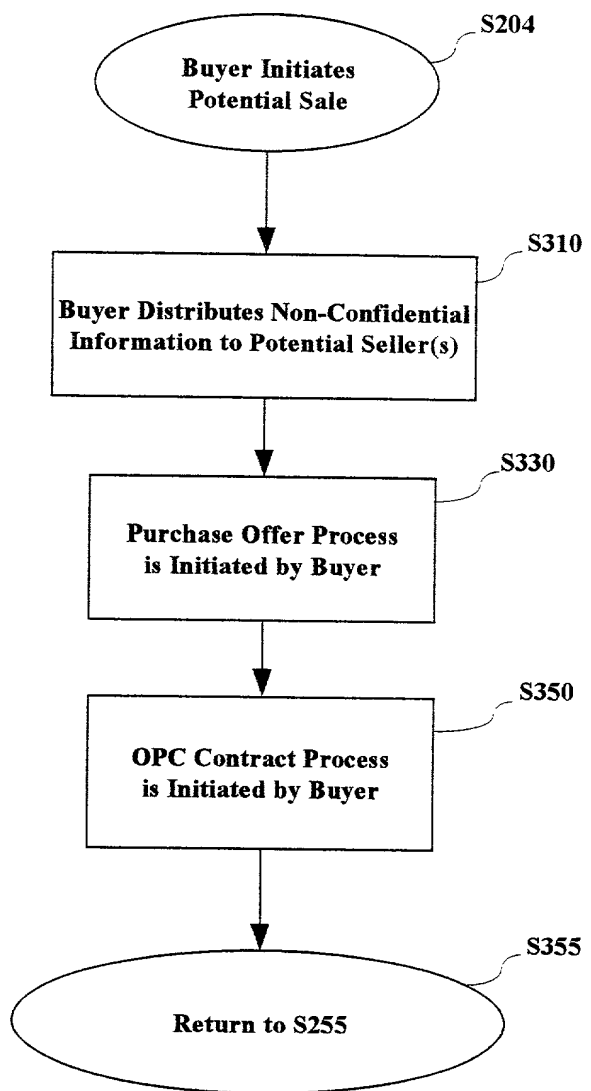 S204
Buyer Initiates
Potential Sale
S310
Buyer Distributes Non-Confidential
Information to Potential Seller(s)
S330
Purchase Offer Process
is Initiated by Buyer
S350
OPC Contract Process
is Initiated by Buyer
S355
Return to S255